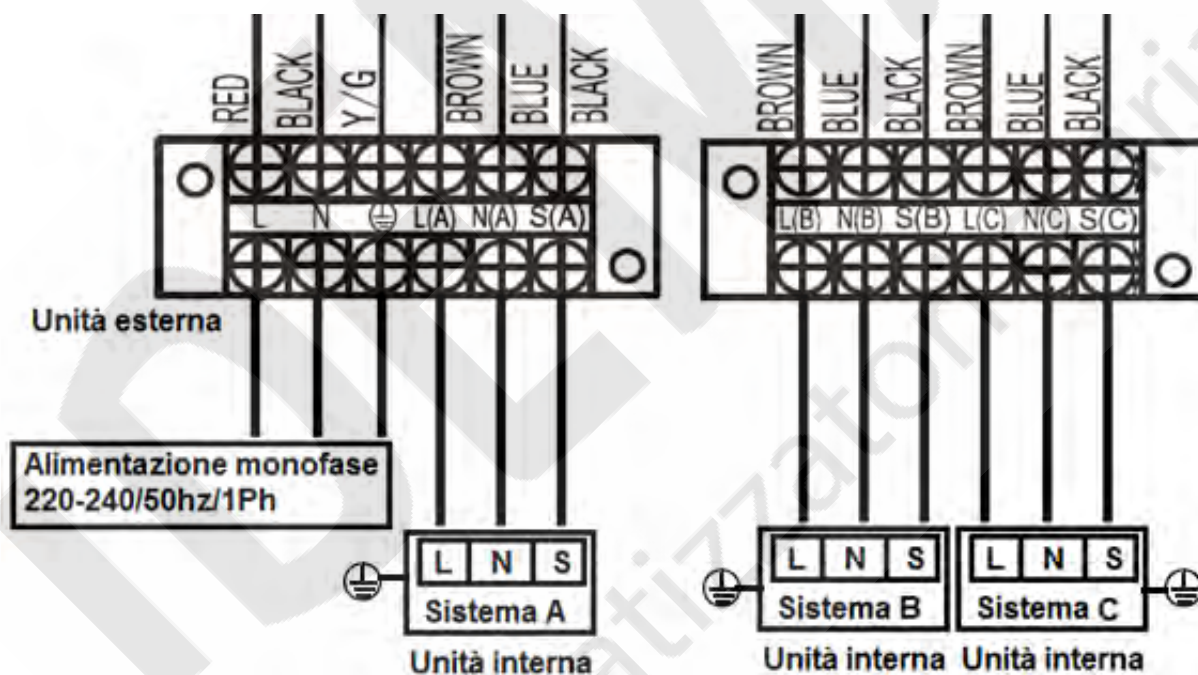 RED BLACK Y/G BROWN BLUE BLACK
BROWN BLUE BLACK BROWN BLUE BLACK
L N L(A) N(A) S(A)
L(B) N(B) S(B) L(C) N(C) S(C)
Unità esterna
Alimentazione monofase
220-240/50hz/1Ph
L N S
Sistema A
Unità interna
L N S
Sistema B
Unità interna
L N S
Sistema C
Unità interna